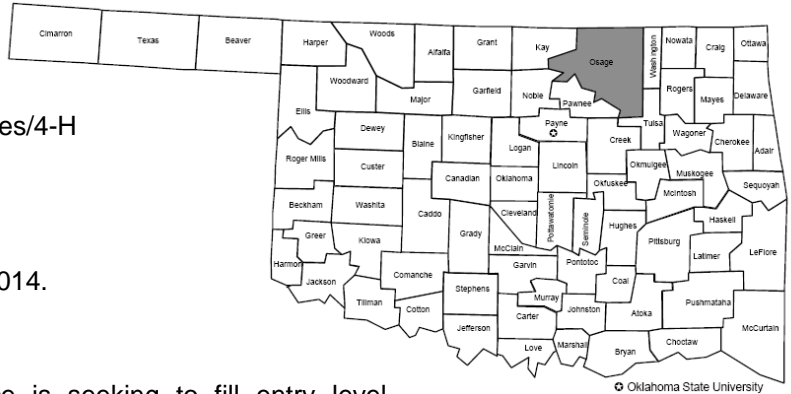 Cimarron Texas Beaver Harper Woods Alfalfa Grant Kay Osage Washington Nowata Craig Ottawa
Woodward Major Garfield Noble Pawnee Rogers Mayes Delaware
es/4-H
Ellis Dewey Blaine Kingfisher Logan Payne Creek Tulsa Wagoner Cherokee Adair
Roger Mills Custer Canadian Oklahoma Lincoln Okfuskee Okmulgee Muskogee McIntosh Sequoyah
Beckham Washita Caddo Grady Cleveland Pottawatomie Seminole Hughes Pittsburg Haskell
Greer Kiowa McClain Garvin Pontotoc Latimer LeFlore
Harmon Jackson Comanche Stephens Murray Coal Pushmataha
014.
Tillman Cotton Carter Johnston Atoka McCurtain
Jefferson Love Marshall Bryan Choctaw
Oklahoma State University
e is seeking to fill entry level